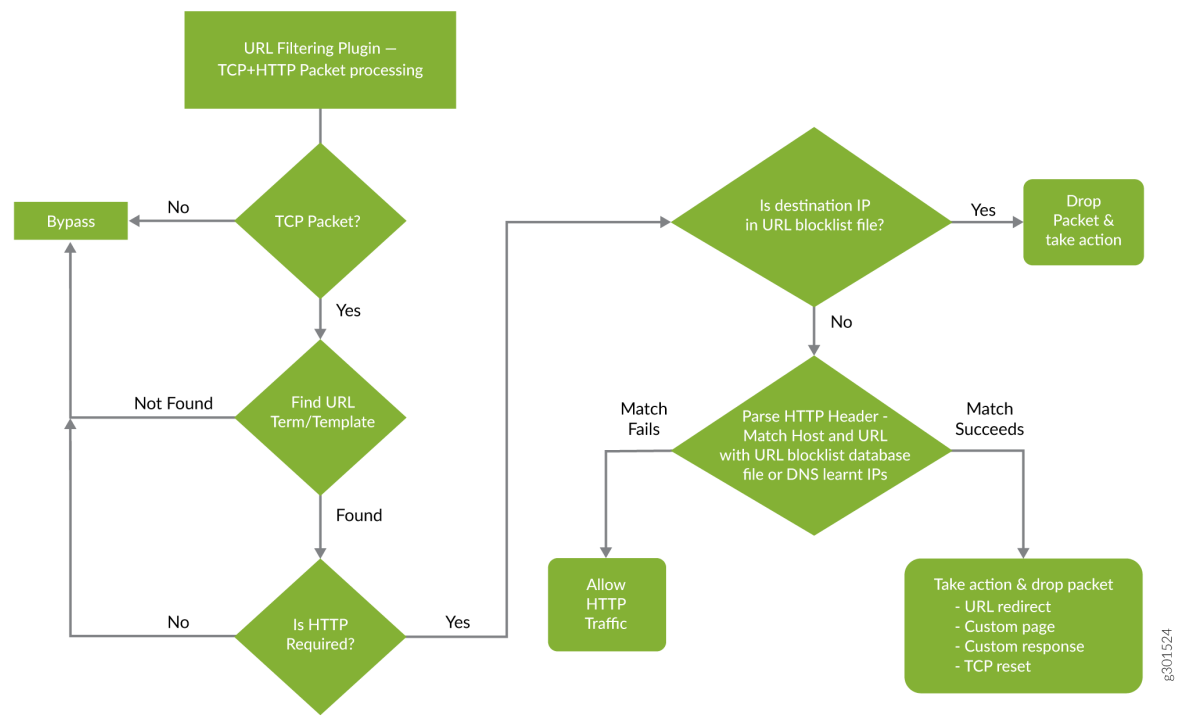 URL Filtering Plugin –
TCP+HTTP Packet processing
TCP Packet?
No
Bypass
Yes
Find URL
Term/Template
Not Found
Found
Is HTTP
Required?
No
Yes
Is destination IP
in URL blocklist file?
Yes
Drop
Packet &
take action
No
Parse HTTP Header -
Match Host and URL
with URL blocklist database
file or DNS learnt IPs
Match
Fails
Match
Succeeds
Allow
HTTP
Traffic
Take action & drop packet
- URL redirect
- Custom page
- Custom response
- TCP reset
g301524